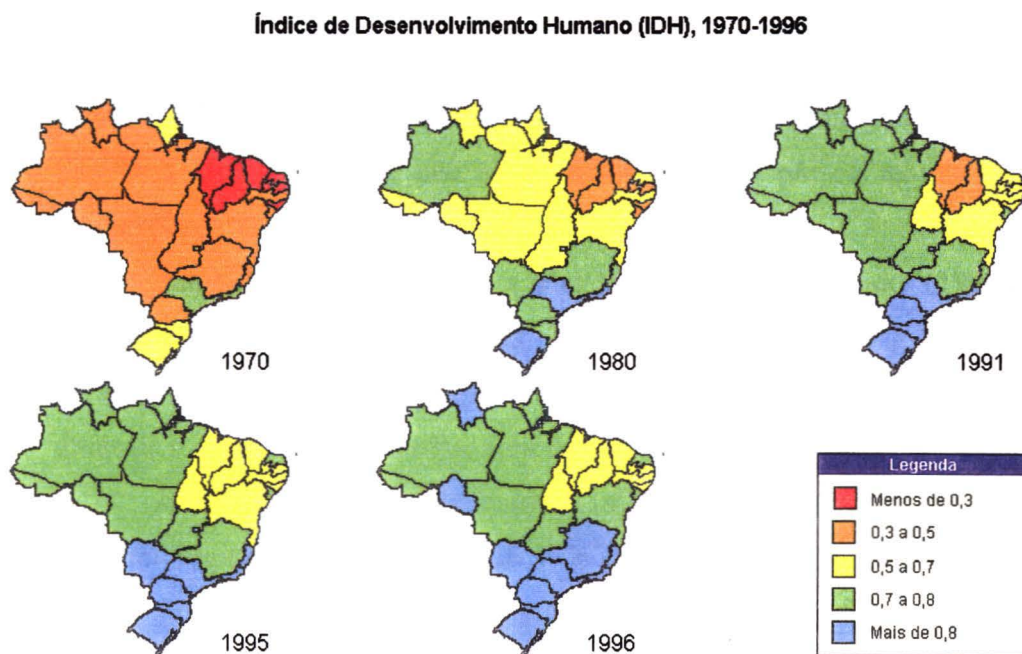 Índice de Desenvolvimento Humano (IDH), 1970-1996
1970
1980
1991
1995
1996
Legenda
Menos de 0,3
0,3 a 0,5
0,5 a 0,7
0,7 a 0,8
Mais de 0,8